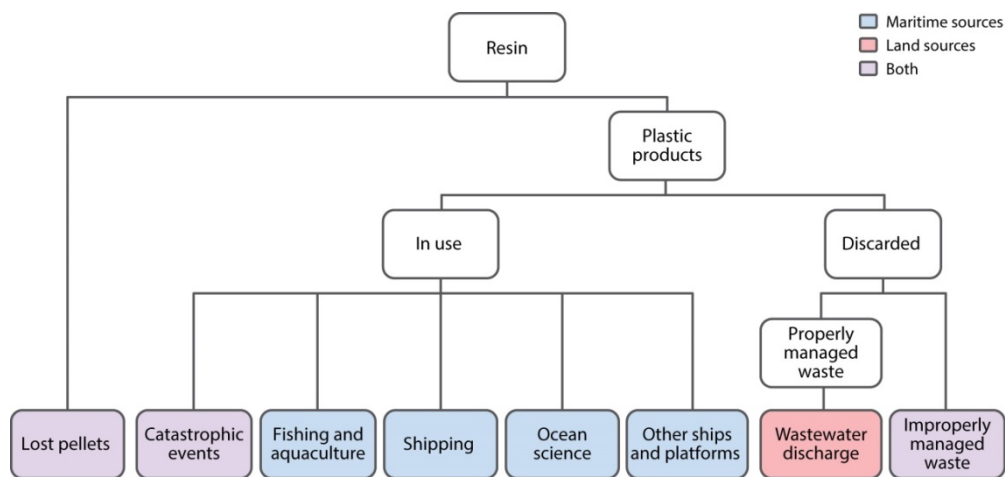 Maritime sources
Land sources
Both
Resin
Plastic
products
In use
Discarded
Properly
managed
waste
Lost pellets
Catastrophic
events
Fishing and
aquaculture
Shipping
Ocean
science
Other ships
and platforms
Wastewater
discharge
Improperly
managed
waste